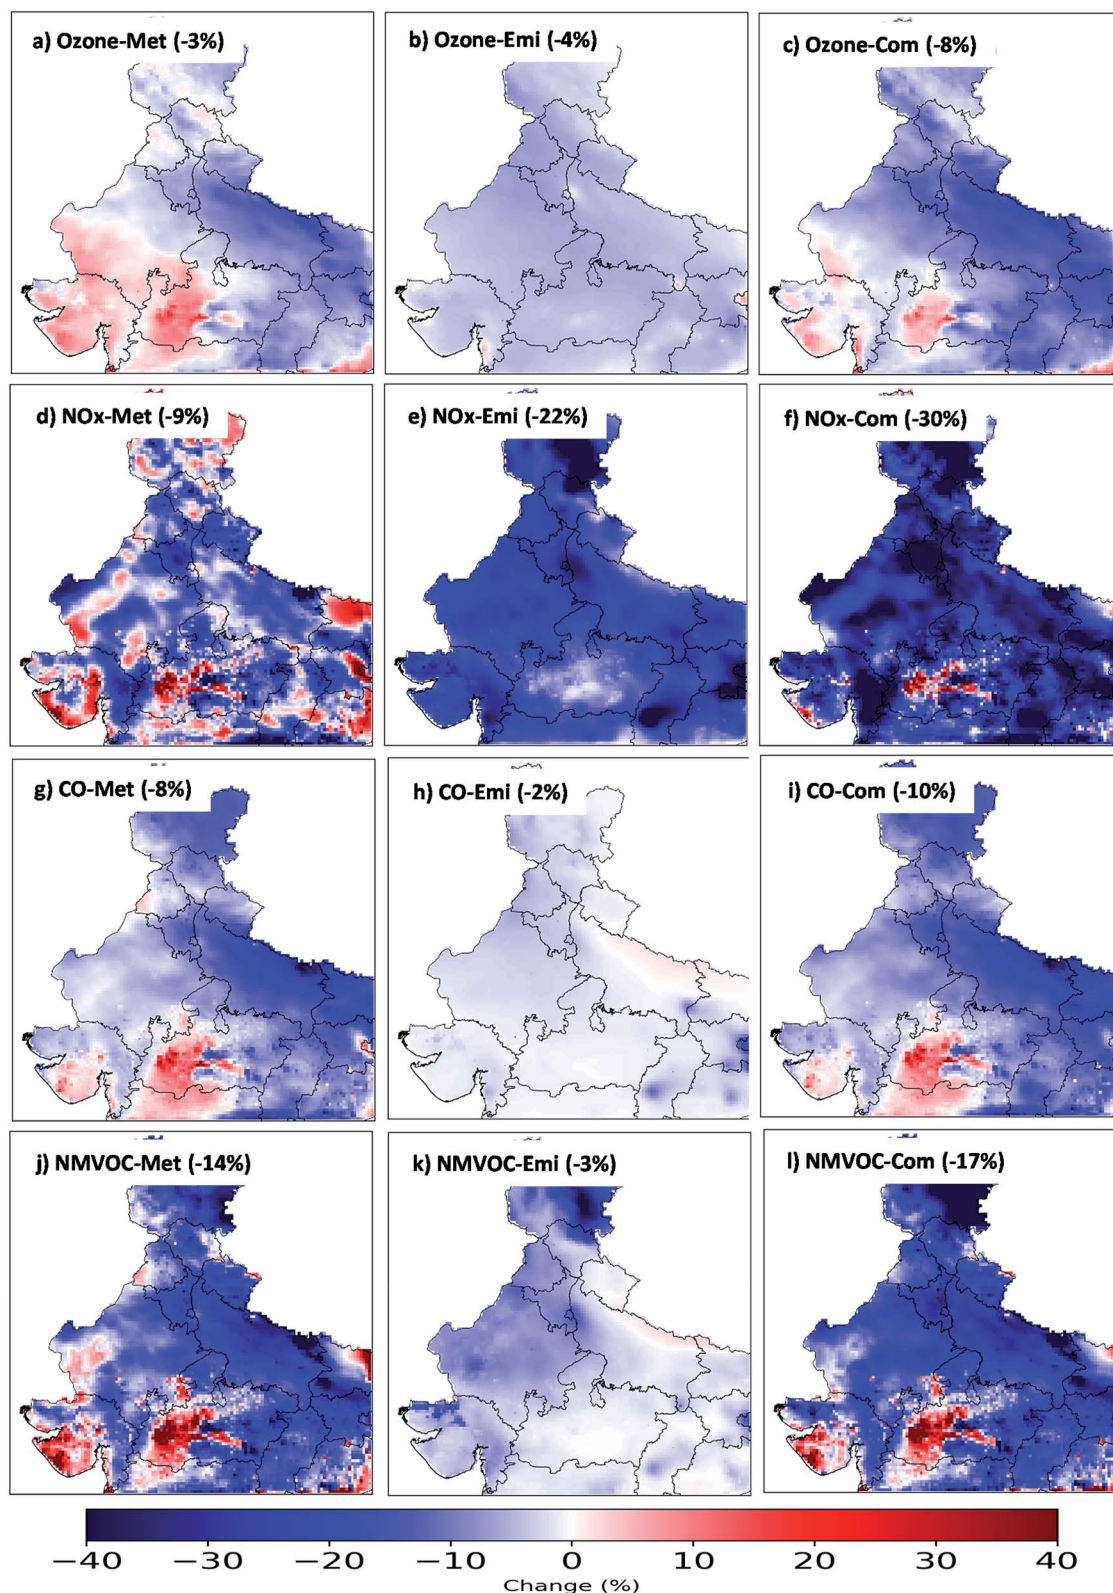 a) Ozone-Met (-3%)
b) Ozone-Emi (-4%)
c) Ozone-Com (-8%)
d) NOx-Met (-9%)
e) NOx-Emi (-22%)
f) NOx-Com (-30%)
g) CO-Met (-8%)
h) CO-Emi (-2%)
i) CO-Com (-10%)
j) NMVOC-Met (-14%)
k) NMVOC-Emi (-3%)
l) NMVOC-Com (-17%)
−40 −30 −20 −10 0 10 20 30 40
Change (%)